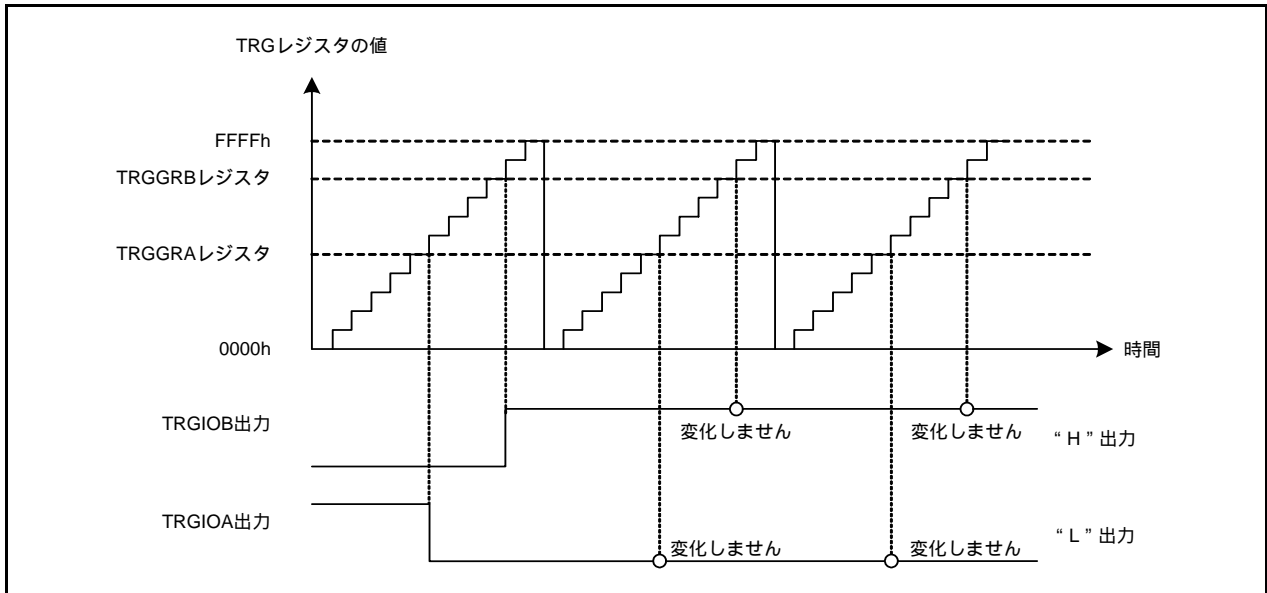 TRGレジスタの値
FFFFh
TRGGRBレジスタ
TRGGRAレジスタ
0000h
時間
TRGIOB出力
変化しません
変化しません
“H”出力
TRGIOA出力
変化しません
変化しません
“L”出力